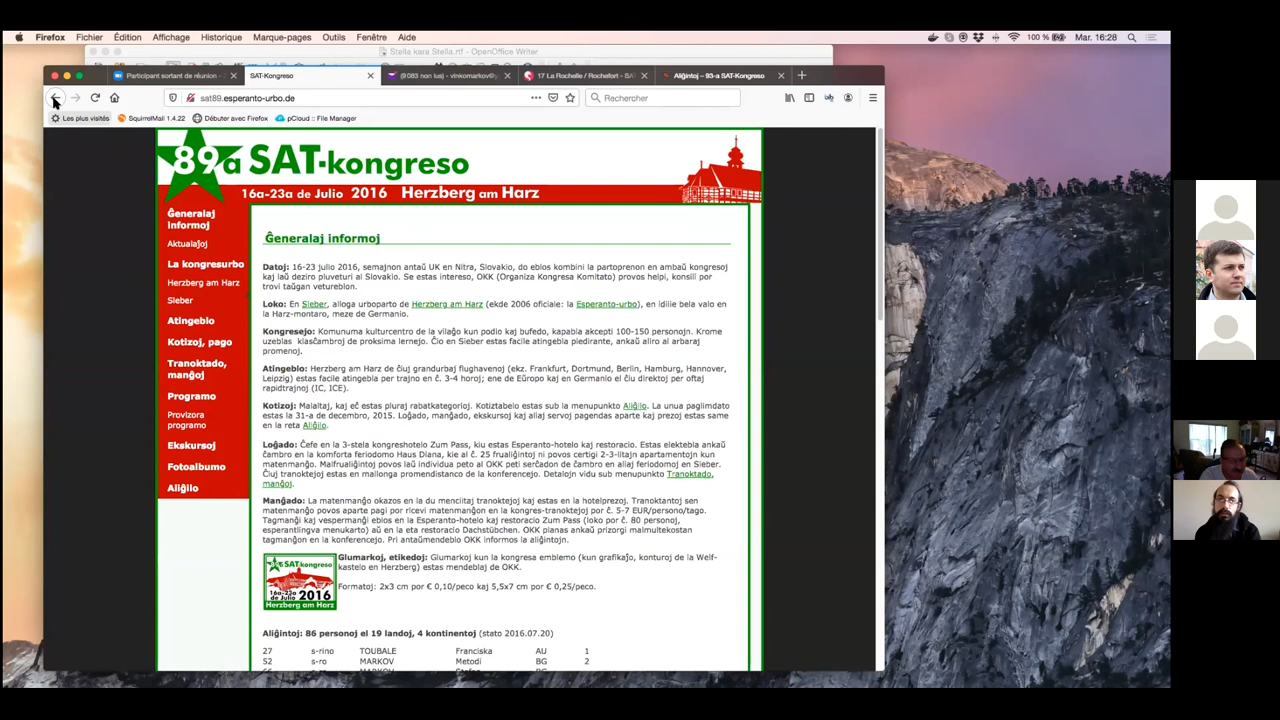 Firefox Fichier Édition Affichage Historique Marque-pages Outils Fenêtre Aide 100 % Mar. 16:28
Stella kara Stella.rtf - OpenOffice Writer
Participant sortant de réunion - SAT-Kongreso (@083 non lus) - vinkomarkov@ 17 La Rochelle / Rochefort - SAT Aliĝintoj – 93-a SAT-Kongreso
sat89.esperanto-urbo.de Rechercher
Les plus visités SquirrelMail 1.4.22 Débuter avec Firefox pCloud :: File Manager
89a SAT-kongreso
16a-23a de Julio 2016 Herzberg am Harz
Ĝeneralaj
informoj
Aktualaĵoj
La kongresurbo
Herzberg am Harz
Sieber
Atingeblo
Kotizoj, pago
Tranoktado,
manĝoj
Programo
Provizora
programo
Ekskursoj
Fotoalbumo
Aliĝilo
Ĝeneralaj informoj
Datoj: 16-23 julio 2016, semajnon antaŭ UK en Nitra, Slovakio, do eblos kombini la partoprenon en ambaŭ kongresoj
kaj laŭ deziro pluveturi al Slovakio. Se estas intereso, OKK (Organiza Kongresa Komitato) provos helpi, konsili por
trovi taŭgan vetureblon.
Loko: En Sieber, alloga urboparto de Herzberg am Harz (ekde 2006 oficiale: la Esperanto-urbo), en idilie bela valo en
la Harz-montaro, meze de Germanio.
Kongresejo: Komunuma kulturcentro de la vilaĝo kun podio kaj bufedo, kapabla akcepti 100-150 personojn. Krome
uzeblas klasĉambroj de proksima lernejo. Ĉio en Sieber estas facile atingebla piedirante, ankaŭ aliro al arbaraj
promenoj.
Atingeblo: Herzberg am Harz de ĉiuj grandurbaj flughavenoj (ekz. Frankfurt, Dortmund, Berlin, Hamburg, Hannover,
Leipzig) estas facile atingebla per trajno en ĉ. 3-4 horoj; ene de Eŭropo kaj en Germanio el ĉiu direktoj per oftaj
rapidtrajnoj (IC, ICE).
Kotizoj: Malaltaj, kaj eĉ estas pluraj rabatkategorioj. Kotiztabelo estas sub la menupunkto Aliĝilo. La unua paglimdato
estas la 31-a de decembro, 2015. Loĝado, manĝado, ekskursoj kaj aliaj servoj pagendas aparte kaj prezoj estas same
en la reta Aliĝilo.
Loĝado: Ĉefe en la 3-stela kongreshotelo Zum Pass, kiu estas Esperanto-hotelo kaj restoracio. Estas elektebla ankaŭ
ĉambro en la komforta feriodomo Haus Diana, kie al ĉ. 25 frualiĝintoj ni povos certigi 2-3-litajn apartamentojn kun
matenmanĝo. Malfrualiĝintoj povos laŭ individua peto al OKK peti serĉadon de ĉambro en aliaj feriodomoj en Sieber.
Ĉiuj tranoktejoj estas en mallonga promendistanco de la konferencejo. Detalojn vidu sub menupunkto Tranoktado,
manĝoj.
Manĝado: La matenmanĝo okazos en la du menciitaj tranoktejoj kaj estas en la hotelprezoj. Tranoktantoj sen
matenmanĝo povos aparte pagi por ricevi matenmanĝon en la kongres-tranoktejoj por ĉ. 5-7 EUR/persono/tago.
Tagmanĝi kaj vespermanĝi eblos en la Esperanto-hotelo kaj restoracio Zum Pass (loko por ĉ. 80 personoj,
esperantlingva menukarto) aŭ en la eta restoracio Dachstübchen. OKK planas ankaŭ prizorgi malmultekostan
tagmanĝon en la konferencejo. Pri antaŭmendeblo OKK informos la aliĝintojn.
Glumarkoj, etikedoj: Glumarkoj kun la kongresa emblemo (kun grafikaĵo, konturoj de la Welf-
kastelo en Herzberg) estas mendeblaj de OKK.
Formatoj: 2x3 cm por € 0,10/peco kaj 5,5x7 cm por € 0,25/peco.
89a SAT-kongreso
16a-23a
de Julio 2016
Herzberg am Harz
Aliĝintoj: 86 personoj el 19 landoj, 4 kontinentoj (stato 2016.07.20)
27 s-rino TOUBALE Franciska AU 1
52 s-ro MARKOV Metodi BG 2